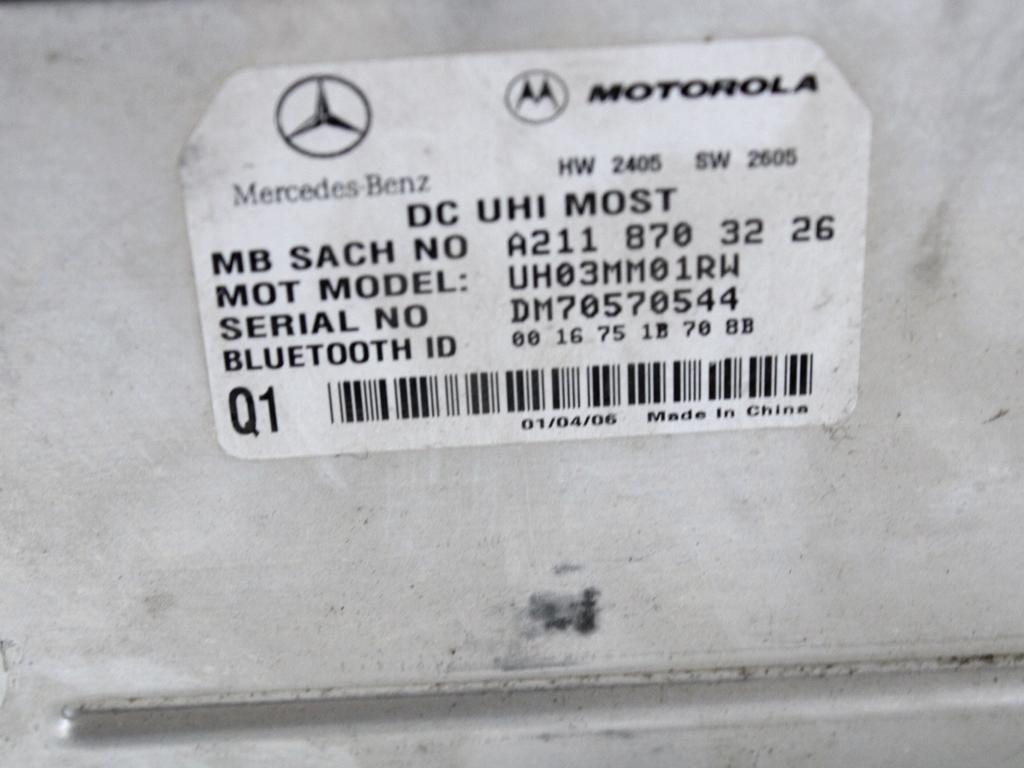 MOTOROLA
HW 2405 SW 2605
Mercedes-Benz
DC UHI MOST
MB SACH NO A211 870 32 26
MOT MODEL: UH03MM01RW
SERIAL NO DM70570544
BLUETOOTH ID 00 16 75 1B 70 8B
Q1
01/04/06 Made In China